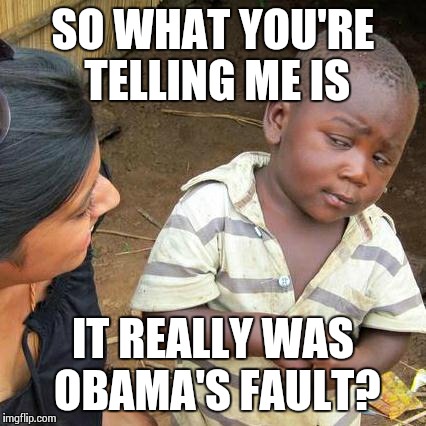 SO WHAT YOU'RE
TELLING ME IS
IT REALLY WAS
OBAMA'S FAULT?
imgflip.com